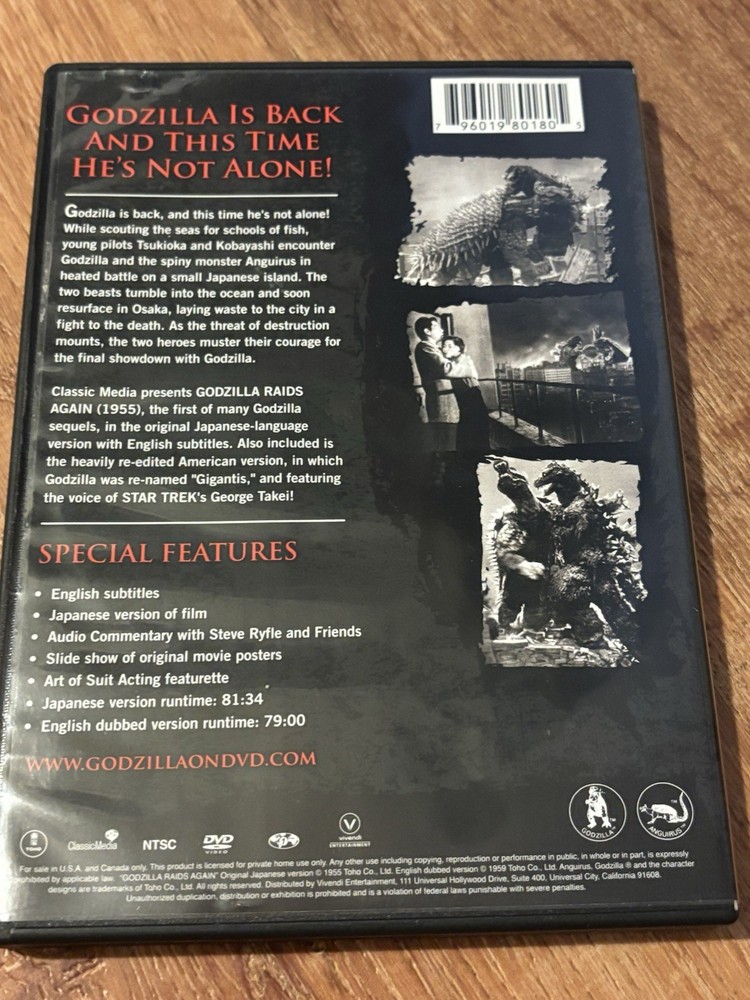 GODZILLA IS BACK
AND THIS TIME
HE'S NOT ALONE!
7 96019 80180 5
Godzilla is back, and this time he's not alone!
While scouting the seas for schools of fish,
young pilots Tsukioka and Kobayashi encounter
Godzilla and the spiny monster Anguirus in
heated battle on a small Japanese island. The
two beasts tumble into the ocean and soon
resurface in Osaka, laying waste to the city in a
fight to the death. As the threat of destruction
mounts, the two heroes muster their courage for
the final showdown with Godzilla.
Classic Media presents GODZILLA RAIDS
AGAIN (1955), the first of many Godzilla
sequels, in the original Japanese-language
version with English subtitles. Also included is
the heavily re-edited American version, in which
Godzilla was re-named "Gigantis," and featuring
the voice of STAR TREK's George Takei!
SPECIAL FEATURES
• English subtitles
• Japanese version of film
• Audio Commentary with Steve Ryfle and Friends
• Slide show of original movie posters
• Art of Suit Acting featurette
• Japanese version runtime: 81:34
• English dubbed version runtime: 79:00
WWW.GODZILLAONDVD.COM
TOHO
ClassicMedia
NTSC
DVD
VIDEO
vivendi
ENTERTAINMENT
GODZILLA
ANGUIRUS
For sale in U.S.A. and Canada only. This product is licensed for private home use only. Any other use including copying, reproduction or performance in public, in whole or in part, is expressly
prohibited by applicable law. "GODZILLA RAIDS AGAIN" Original Japanese version © 1955 Toho Co., Ltd. English dubbed version © 1959 Toho Co., Ltd. Anguirus, Godzilla ® and the character
designs are trademarks of Toho Co., Ltd. All rights reserved. Distributed by Vivendi Entertainment, 111 Universal Hollywood Drive, Suite 400, Universal City, California 91608.
Unauthorized duplication, distribution or exhibition is prohibited and is a violation of federal laws punishable with severe penalties.